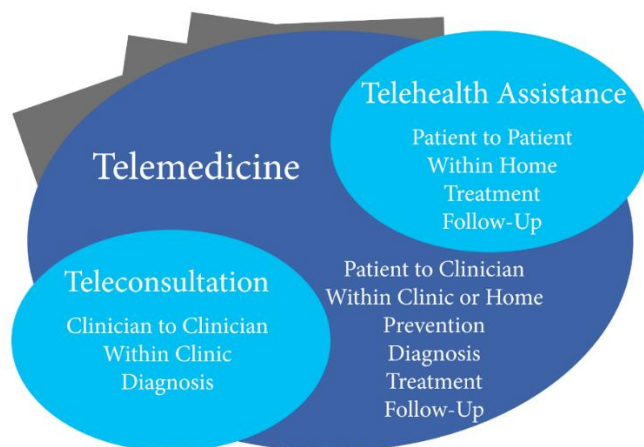 Telehealth Assistance
Patient to Patient
Within Home
Treatment
Follow-Up
Telemedicine
Teleconsultation
Clinician to Clinician
Within Clinic
Diagnosis
Patient to Clinician
Within Clinic or Home
Prevention
Diagnosis
Treatment
Follow-Up